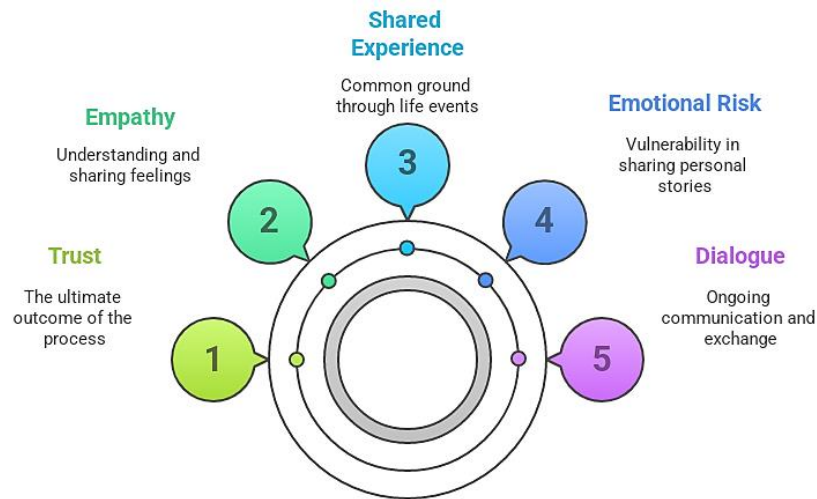 Trust
The ultimate
outcome of the
process
1
Empathy
Understanding and
sharing feelings
2
Shared
Experience
Common ground
through life events
3
Emotional Risk
Vulnerability in
sharing personal
stories
4
Dialogue
Ongoing
communication and
exchange
5